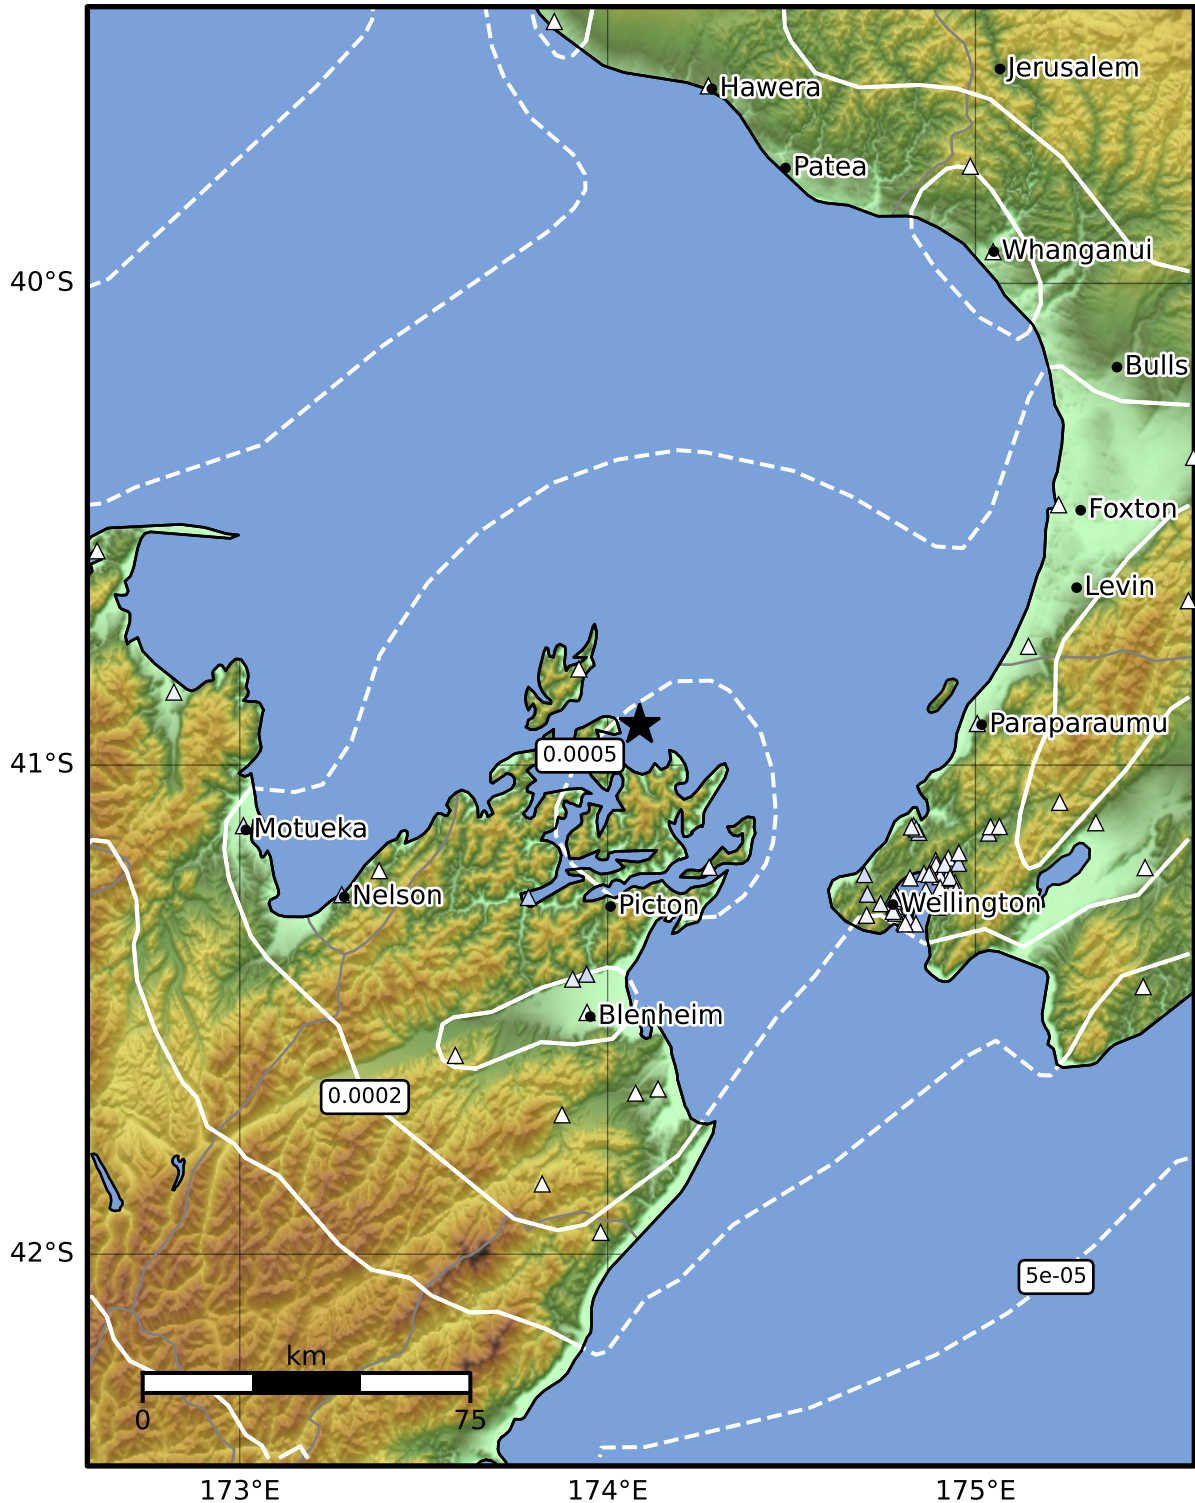 Jerusalem
Hawera
Patea
Whanganui
40°S
Bulls
Foxton
Levin
Paraparaumu
0.0005
41°S
Motueka
Nelson
Picton
Wellington
Blenheim
0.0002
42°S
5e-05
km
0
75
173°E
174°E
175°E